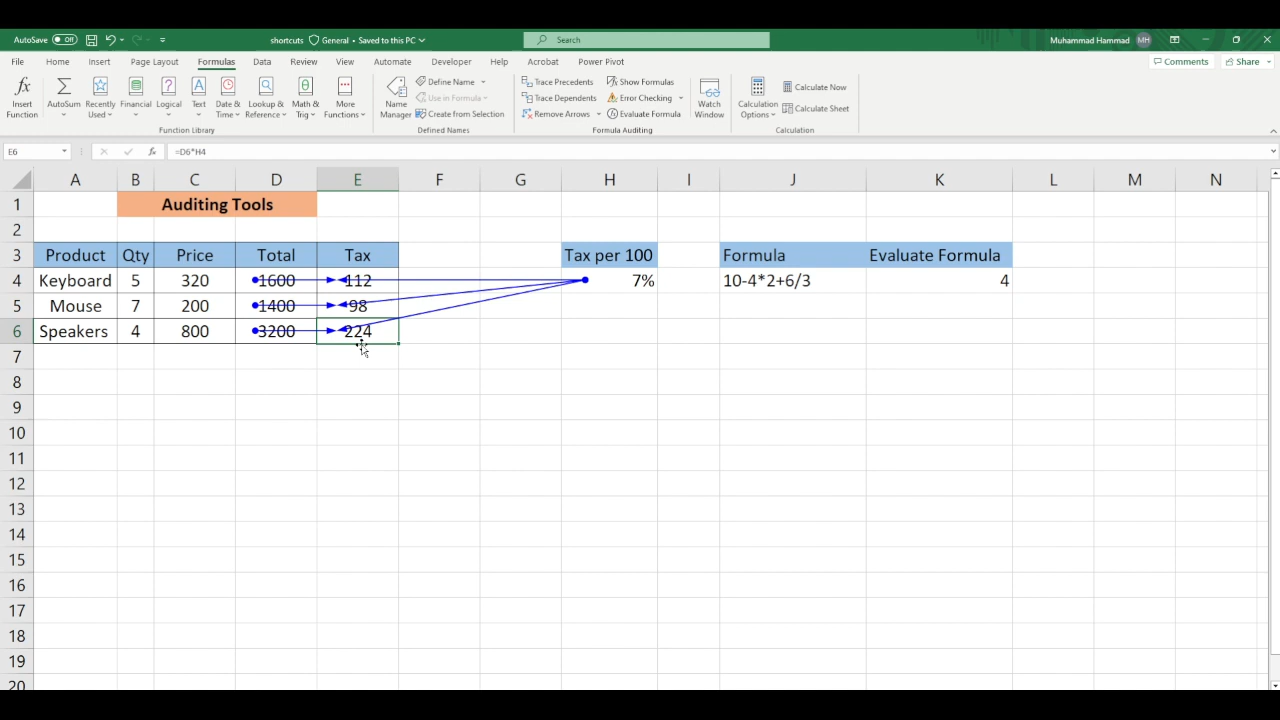 AutoSave Off shortcuts General • Saved to this PC Search Muhammad Hammad MH
File Home Insert Page Layout Formulas Data Review View Automate Developer Help Acrobat Power Pivot Comments Share
Insert Function AutoSum Recently Used Financial Logical Text Date & Time Lookup & Reference Math & Trig More Functions Function Library
Name Manager Define Name Use in Formula Create from Selection Defined Names
Trace Precedents Trace Dependents Remove Arrows Show Formulas Error Checking Evaluate Formula Formula Auditing
Watch Window
Calculation Options Calculate Now Calculate Sheet Calculation
E6 fx =D6*H4
A B C D E F G H I J K L M N
1 Auditing Tools
2
3 Product Qty Price Total Tax Tax per 100 Formula Evaluate Formula
4 Keyboard 5 320 1600 112 7% 10-4*2+6/3 4
5 Mouse 7 200 1400 98
6 Speakers 4 800 3200 224
7
8
9
10
11
12
13
14
15
16
17
18
19
20